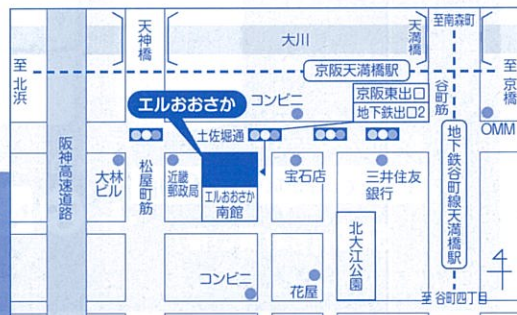 至南森町
天神橋
大川
天満橋
至北浜
京阪天満橋駅
至京橋
京阪東出口
地下鉄出口2
谷町筋
コンビニ
エルおおさか
OMM
土佐堀通
阪神高速道路
大林
ビル
松屋町筋
近畿
郵政局
エルおおさか
南館
宝石店
三井住友
銀行
地下鉄谷町線天満橋駅
北大江公園
コンビニ
花屋
至谷町四丁目